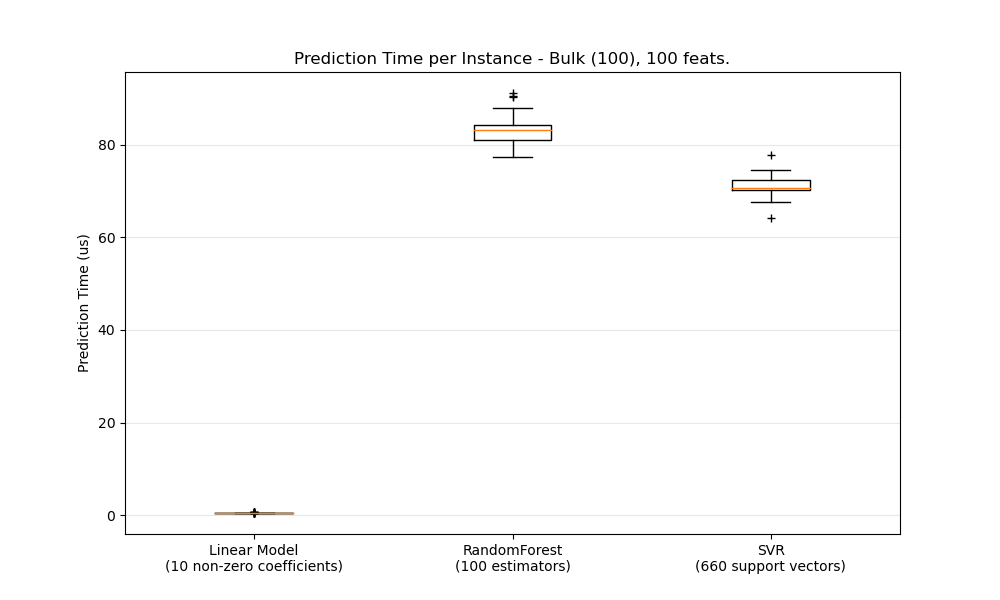 Prediction Time per Instance - Bulk (100), 100 feats.
Prediction Time (us)
80
60
40
20
0
Linear Model
(10 non-zero coefficients)
RandomForest
(100 estimators)
SVR
(660 support vectors)